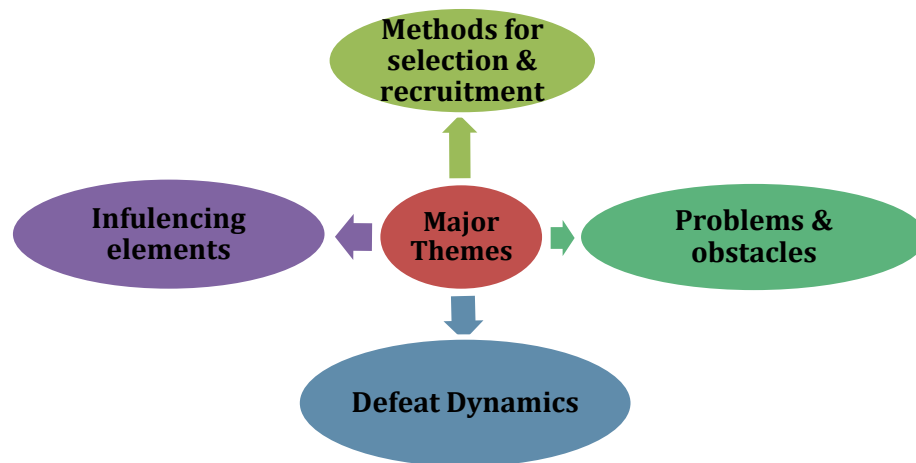 Methods for
selection &
recruitment
Infulencing
elements
Major
Themes
Problems &
obstacles
Defeat Dynamics